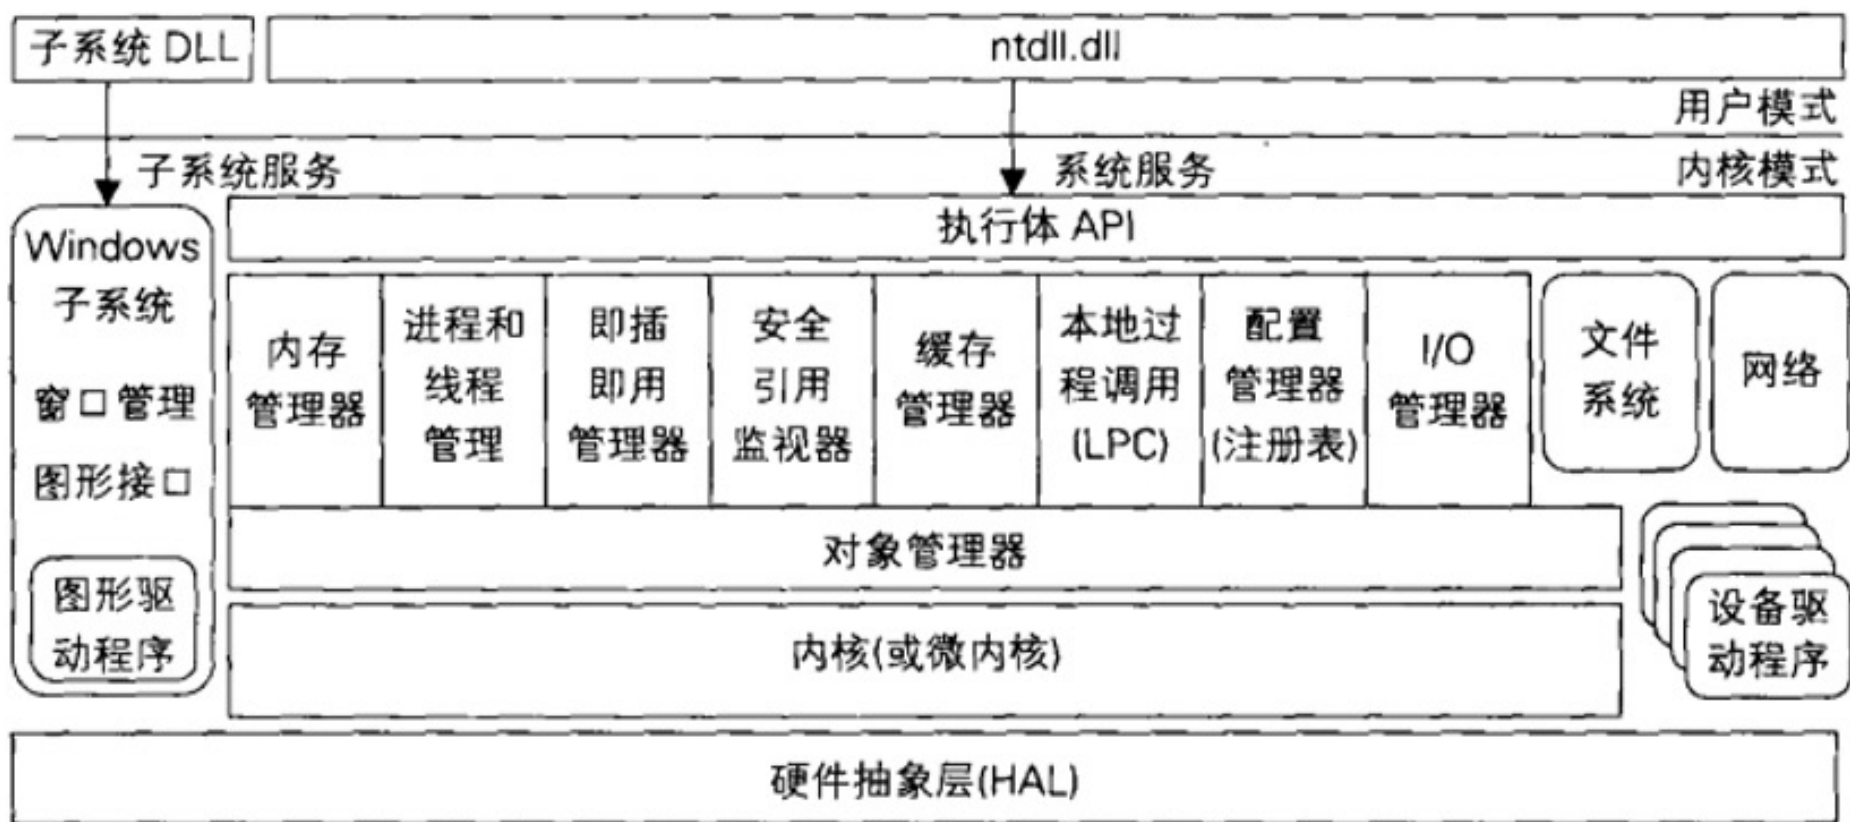 子系统 DLL
ntdll.dll
用户模式
子系统服务
系统服务
内核模式
Windows
子系统
窗口管理
图形接口
图形驱
动程序
执行体 API
内存
管理器
进程和
线程
管理
即插
即用
管理器
安全
引用
监视器
缓存
管理器
本地过
程调用
(LPC)
配置
管理器
(注册表)
I/O
管理器
文件
系统
网络
对象管理器
设备驱
动程序
内核(或微内核)
硬件抽象层(HAL)